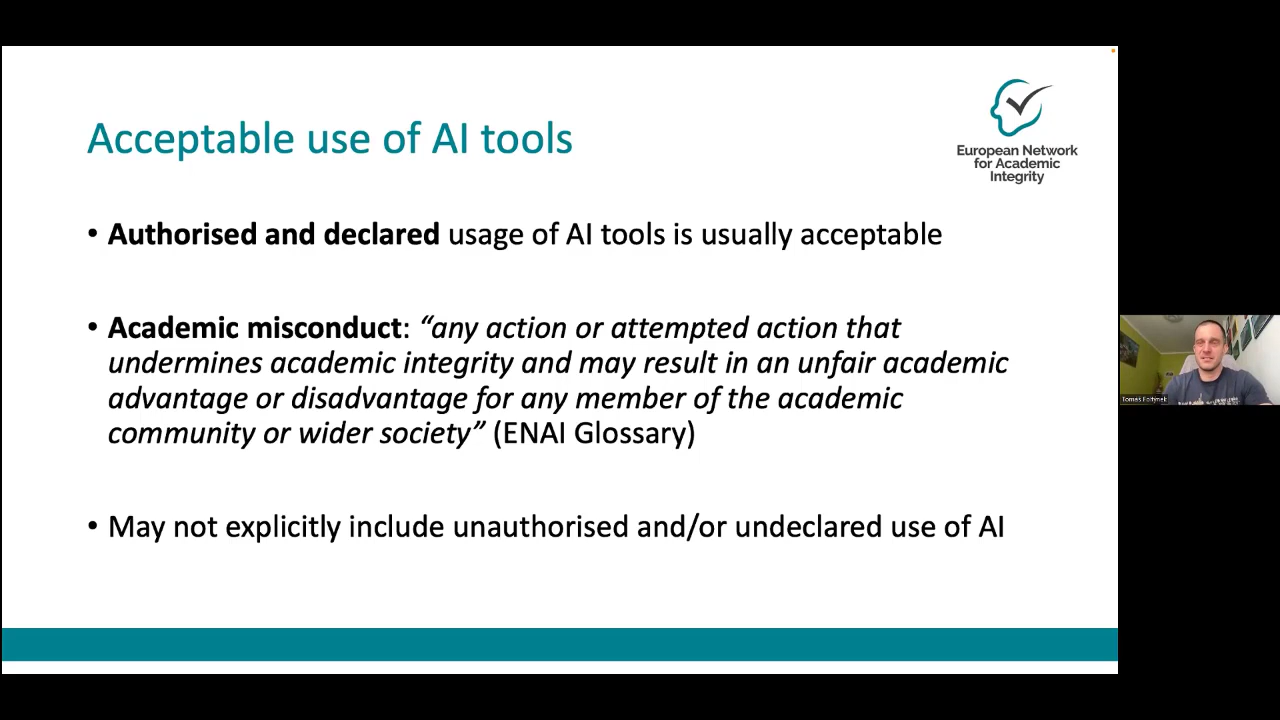 Acceptable use of AI tools
European Network
for Academic
Integrity
• Authorised and declared usage of AI tools is usually acceptable
• Academic misconduct: “any action or attempted action that
undermines academic integrity and may result in an unfair academic
advantage or disadvantage for any member of the academic
community or wider society” (ENAI Glossary)
• May not explicitly include unauthorised and/or undeclared use of AI
Tomáš Foltýnek